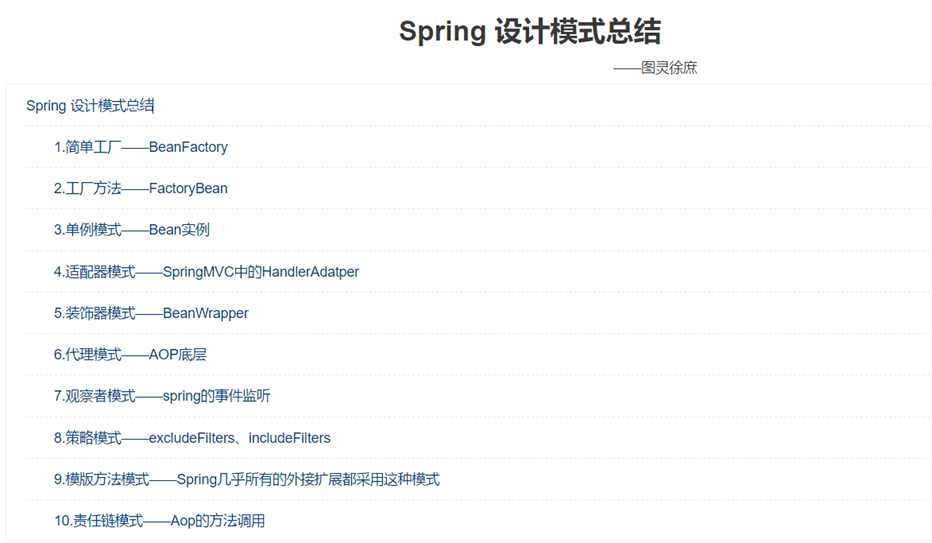 Spring 设计模式总结
——图灵徐庶
Spring 设计模式总结
1.简单工厂——BeanFactory
2.工厂方法——FactoryBean
3.单例模式——Bean实例
4.适配器模式——SpringMVC中的HandlerAdatper
5.装饰器模式——BeanWrapper
6.代理模式——AOP底层
7.观察者模式——spring的事件监听
8.策略模式——excludeFilters、includeFilters
9.模版方法模式——Spring几乎所有的外接扩展都采用这种模式
10.责任链模式——Aop的方法调用